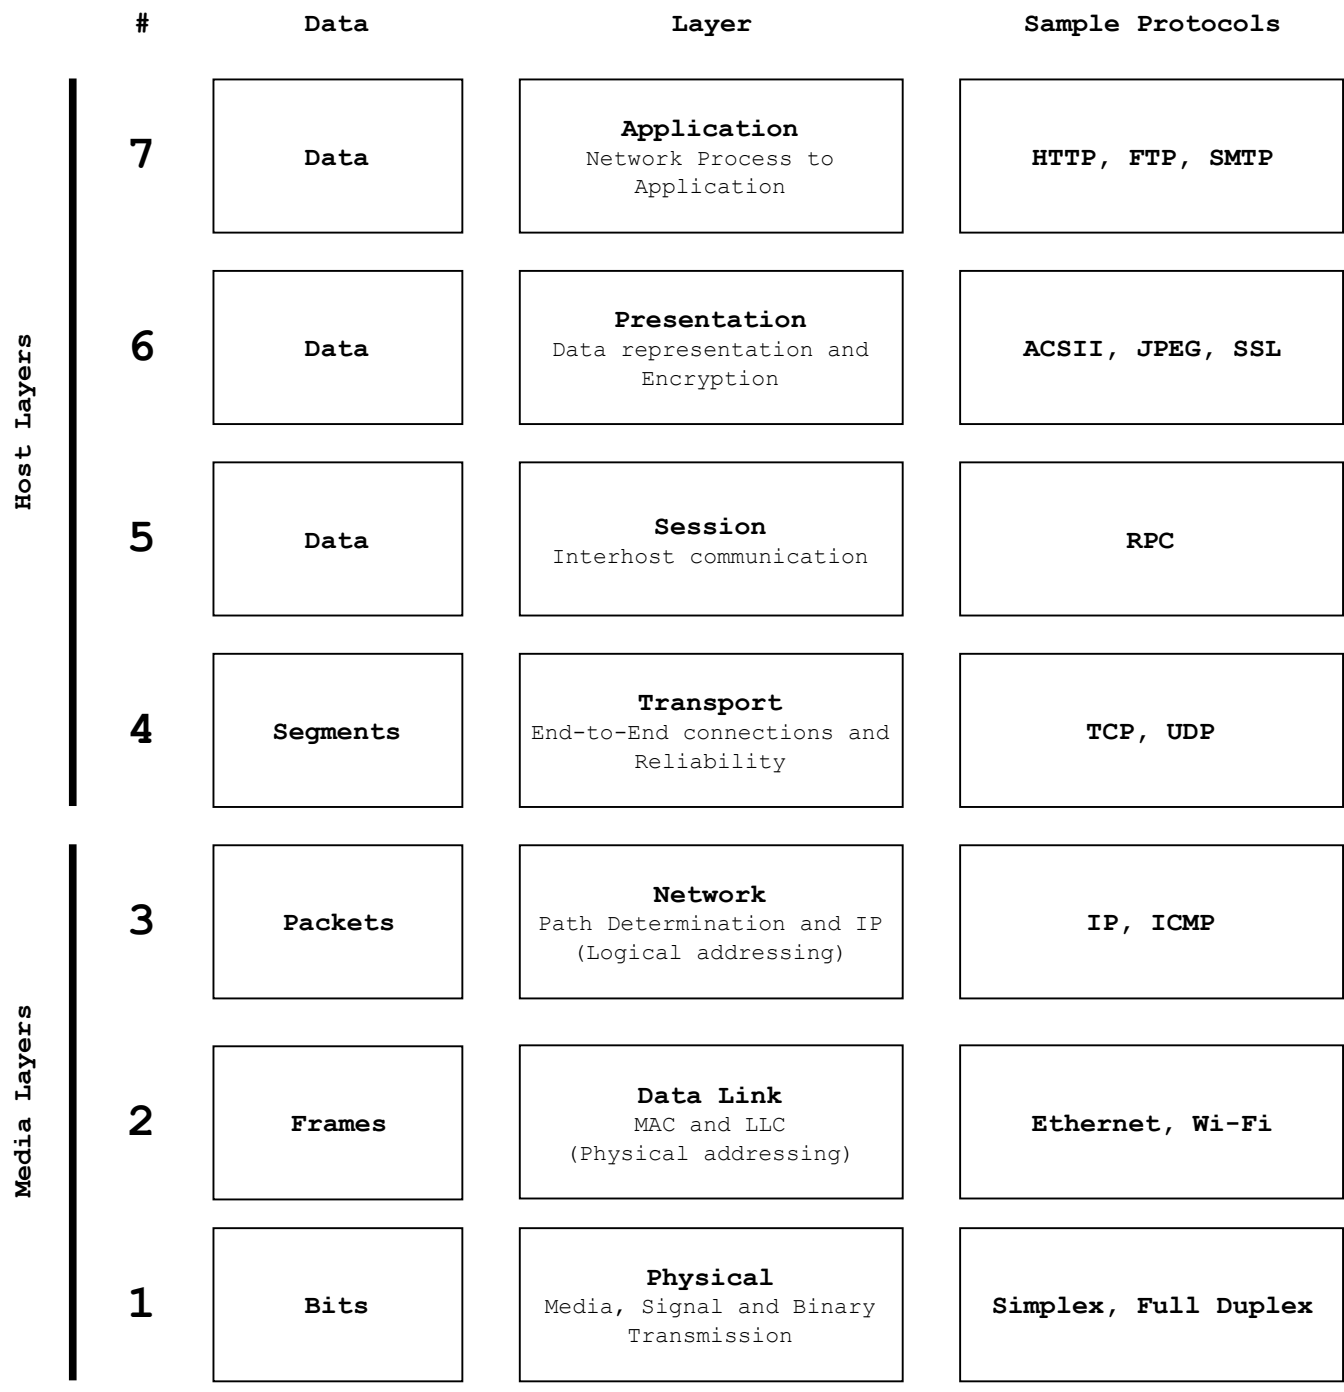 # Data Layer Sample Protocols
Host Layers
7 Data Application HTTP, FTP, SMTP
Network Process to
Application
6 Data Presentation ACSII, JPEG, SSL
Data representation and
Encryption
5 Data Session RPC
Interhost communication
4 Segments Transport TCP, UDP
End-to-End connections and
Reliability
Media Layers
3 Packets Network IP, ICMP
Path Determination and IP
(Logical addressing)
2 Frames Data Link Ethernet, Wi-Fi
MAC and LLC
(Physical addressing)
1 Bits Physical Simplex, Full Duplex
Media, Signal and Binary
Transmission